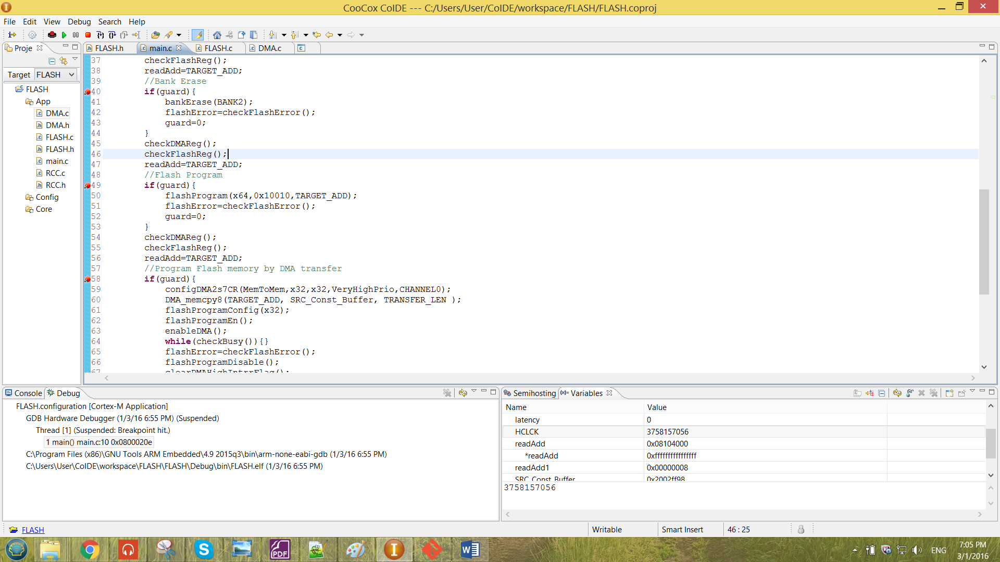 CooCox CoIDE --- C:/Users/User/CoIDE/workspace/FLASH/FLASH.coproj
File Edit View Debug Search Help
Proje
FLASH.h main.c FLASH.c DMA.c
Target FLASH
FLASH
App
DMA.c
DMA.h
FLASH.c
FLASH.h
main.c
RCC.c
RCC.h
Config
Core
37 checkFlashReg();
38 readAdd=TARGET_ADD;
39 //Bank Erase
40 if(guard){
41 bankErase(BANK2);
42 flashError=checkFlashError();
43 guard=0;
44 }
45 checkDMAReg();
46 checkFlashReg();
47 readAdd=TARGET_ADD;
48 //Flash Program
49 if(guard){
50 flashProgram(x64,0x10010,TARGET_ADD);
51 flashError=checkFlashError();
52 guard=0;
53 }
54 checkDMAReg();
55 checkFlashReg();
56 readAdd=TARGET_ADD;
57 //Program Flash memory by DMA transfer
58 if(guard){
59 configDMA2s7CR(MemToMem,x32,x32,VeryHighPrio,CHANNEL0);
60 DMA_memcpy8(TARGET_ADD, SRC_Const_Buffer, TRANSFER_LEN );
61 flashProgramConfig(x32);
62 flashProgramEn();
63 enableDMA();
64 while(checkBusy()){}
65 flashError=checkFlashError();
66 flashProgramDisable();
67 clearDMAHighIntrrFlag();
Console Debug
FLASH.configuration [Cortex-M Application]
GDB Hardware Debugger (1/3/16 6:55 PM) (Suspended)
Thread [1] (Suspended: Breakpoint hit.)
1 main() main.c:10 0x0800020e
C:\Program Files (x86)\GNU Tools ARM Embedded\4.9 2015q3\bin\arm-none-eabi-gdb (1/3/16 6:55 PM)
C:\Users\User\CoIDE\workspace\FLASH\FLASH\Debug\bin\FLASH.elf (1/3/16 6:55 PM)
Semihosting (x)= Variables
Name Value
latency 0
HCLCK 3758157056
readAdd 0x08104000
*readAdd 0xffffffffffffffff
readAdd1 0x00000008
SRC_Const_Buffer 0x2002ff98
3758157056
FLASH
Writable Smart Insert 46 : 25
PDF
ENG
7:05 PM
3/1/2016